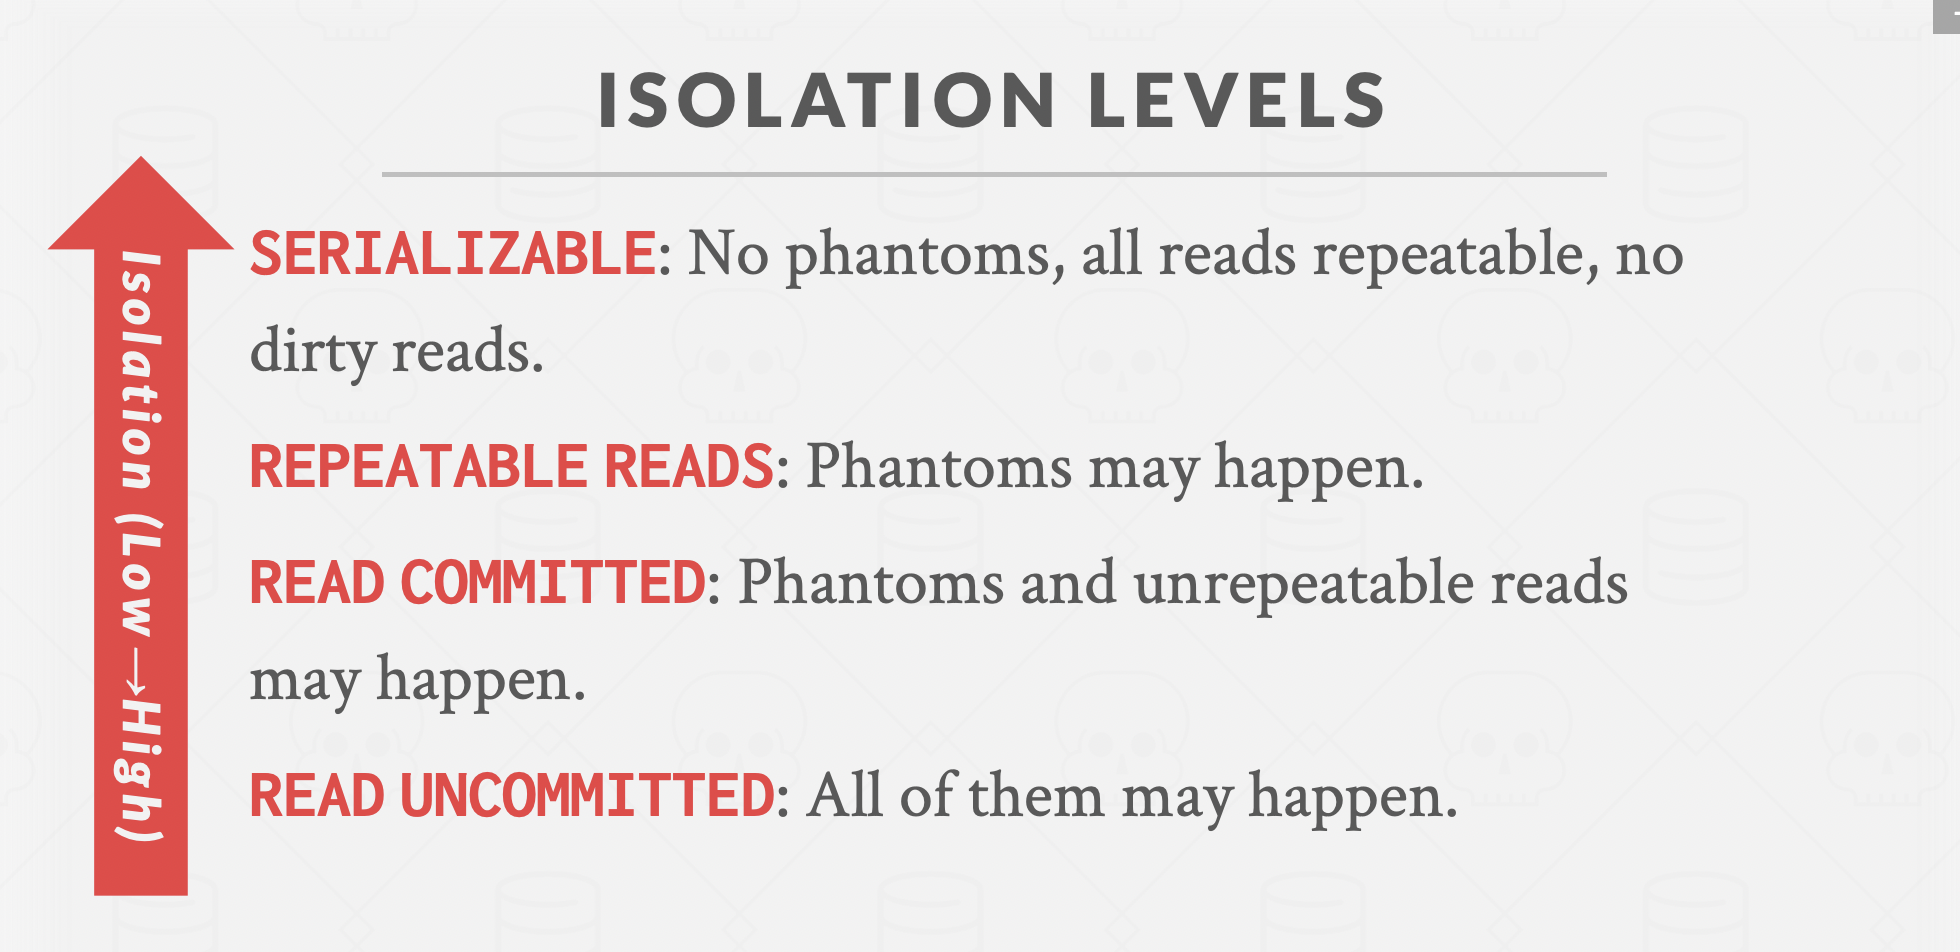 ISOLATION LEVELS
SERIALIZABLE: No phantoms, all reads repeatable, no
dirty reads.
REPEATABLE READS: Phantoms may happen.
READ COMMITTED: Phantoms and unrepeatable reads
may happen.
READ UNCOMMITTED: All of them may happen.
Isolation (Low→High)